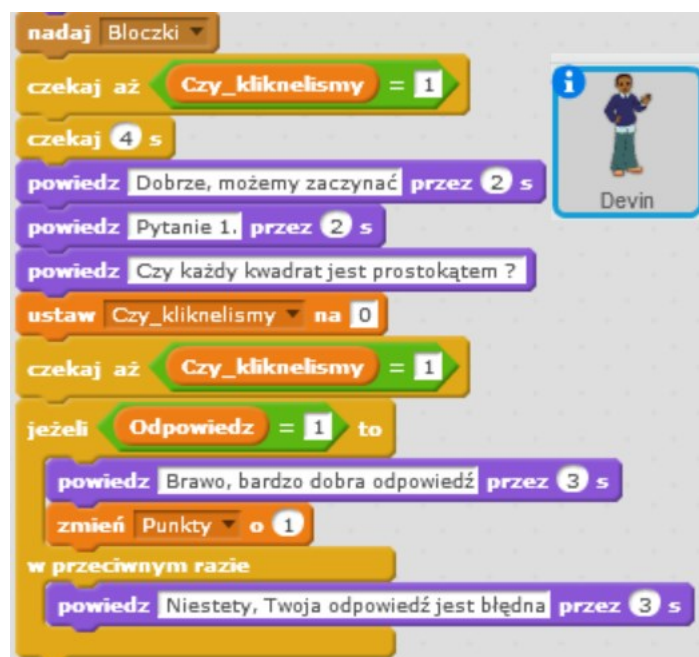 nadaj Bloczki
czekaj aż Czy_kliknelismy = 1
czekaj 4 s
powiedz Dobrze, możemy zaczynać przez 2 s
Devin
powiedz Pytanie 1. przez 2 s
powiedz Czy każdy kwadrat jest prostokątem ?
ustaw Czy_kliknelismy na 0
czekaj aż Czy_kliknelismy = 1
jeżeli Odpowiedz = 1 to
powiedz Brawo, bardzo dobra odpowiedź przez 3 s
zmień Punkty o 1
w przeciwnym razie
powiedz Niestety, Twoja odpowiedź jest błędna przez 3 s